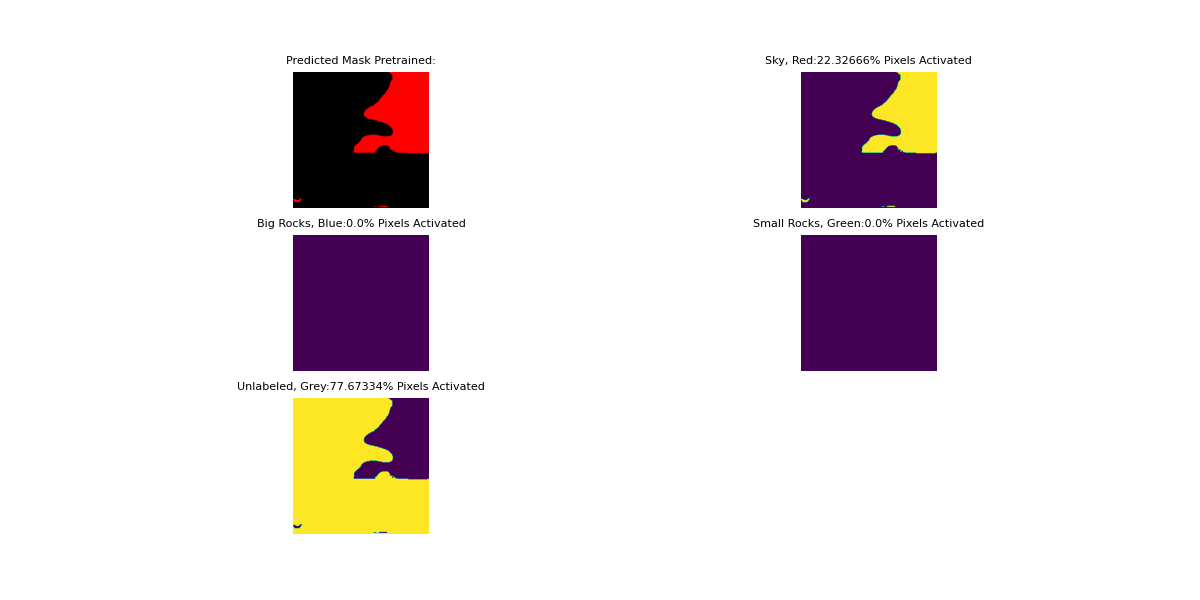 Predicted Mask Pretrained:
Sky, Red:22.32666% Pixels Activated
Big Rocks, Blue:0.0% Pixels Activated
Small Rocks, Green:0.0% Pixels Activated
Unlabeled, Grey:77.67334% Pixels Activated